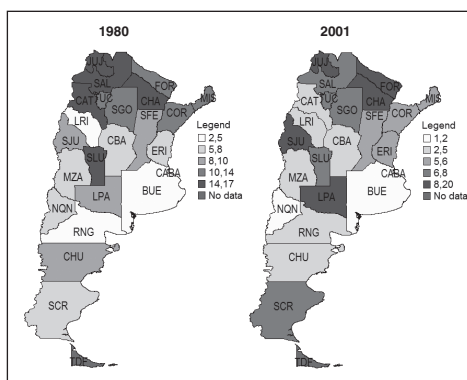 1980
JUJ
SAL
FOR
CAT
TUC
SGO
CHA
MIS
COR
SFE
LRI
SJU
CBA
ERI
SLU
MZA
CABA
BUE
LPA
NQN
RNG
CHU
SCR
TDF
Legend
2,5
5,8
8,10
10,14
14,17
No data
2001
JUJ
SAL
FOR
CAT
TUC
SGO
CHA
MIS
COR
SFE
LRI
SJU
CBA
ERI
SLU
MZA
CABA
BUE
LPA
NQN
RNG
CHU
SCR
TDF
Legend
1,2
2,5
5,6
6,8
8,20
No data